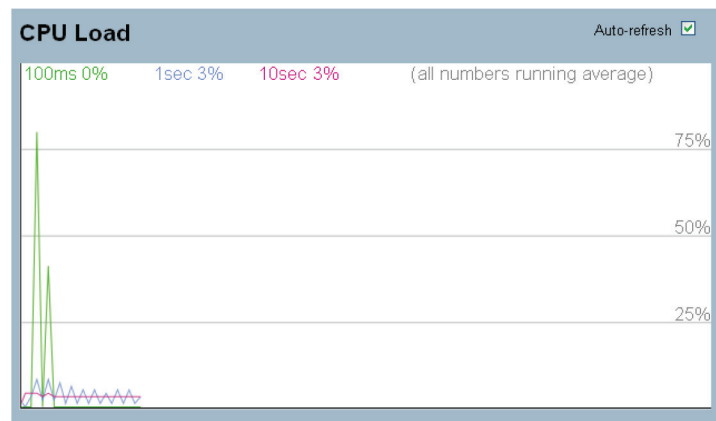 CPU Load
Auto-refresh
100ms 0% 1sec 3% 10sec 3% (all numbers running average)
75%
50%
25%